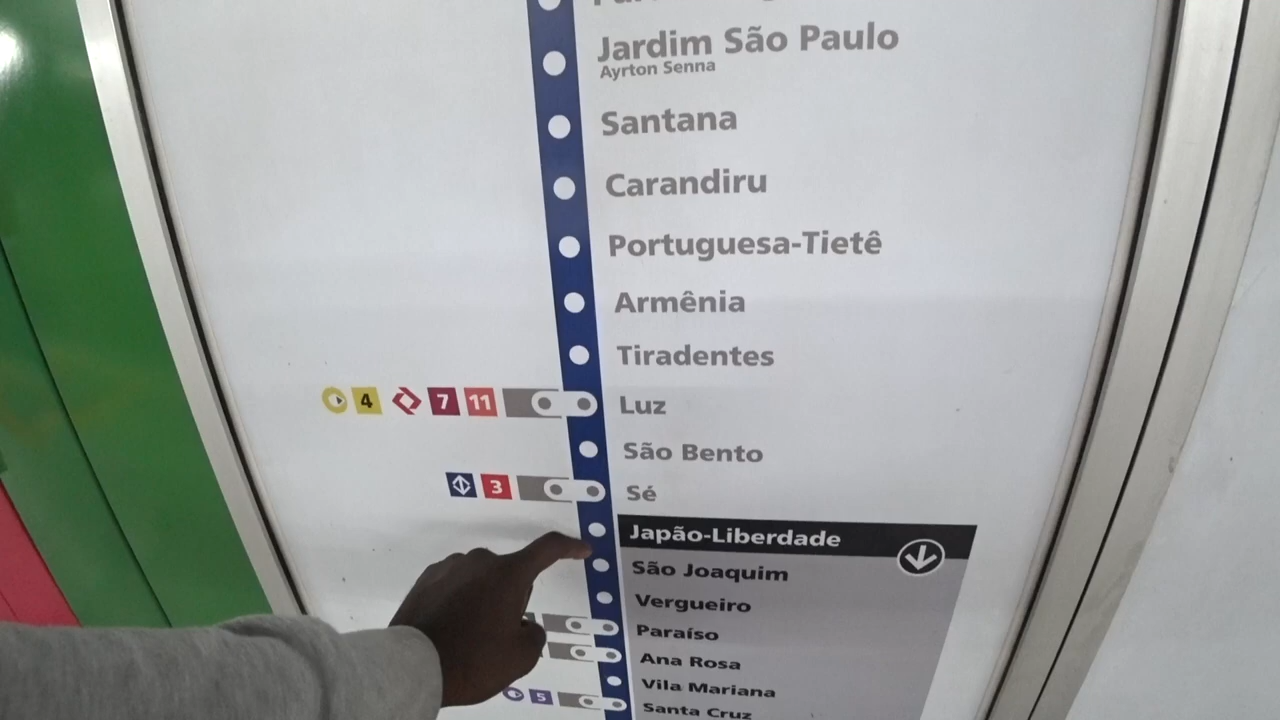 Jardim São Paulo
Ayrton Senna
Santana
Carandiru
Portuguesa-Tietê
Armênia
Tiradentes
4 7 11 Luz
São Bento
3 Sé
Japão-Liberdade
São Joaquim
Vergueiro
Paraíso
Ana Rosa
Vila Mariana
5 Santa Cruz